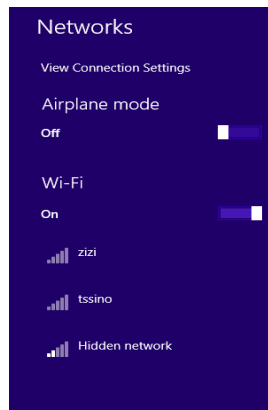 Networks
View Connection Settings
Airplane mode
Off
Wi-Fi
On
zizi
tssino
Hidden network